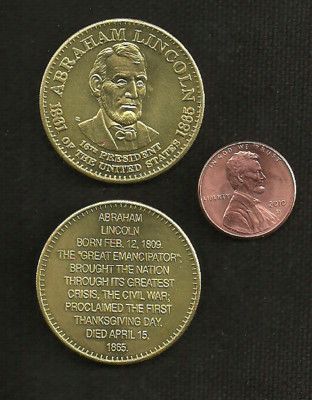 ABRAHAM LINCOLN
1861 1865
16TH PRESIDENT
OF THE UNITED STATES
IN GOD WE TRUST
LIBERTY
2010
ABRAHAM
LINCOLN
BORN FEB. 12, 1809.
THE "GREAT EMANCIPATOR";
BROUGHT THE NATION
THROUGH ITS GREATEST
CRISIS, THE CIVIL WAR;
PROCLAIMED THE FIRST
THANKSGIVING DAY.
DIED APRIL 15,
1865.